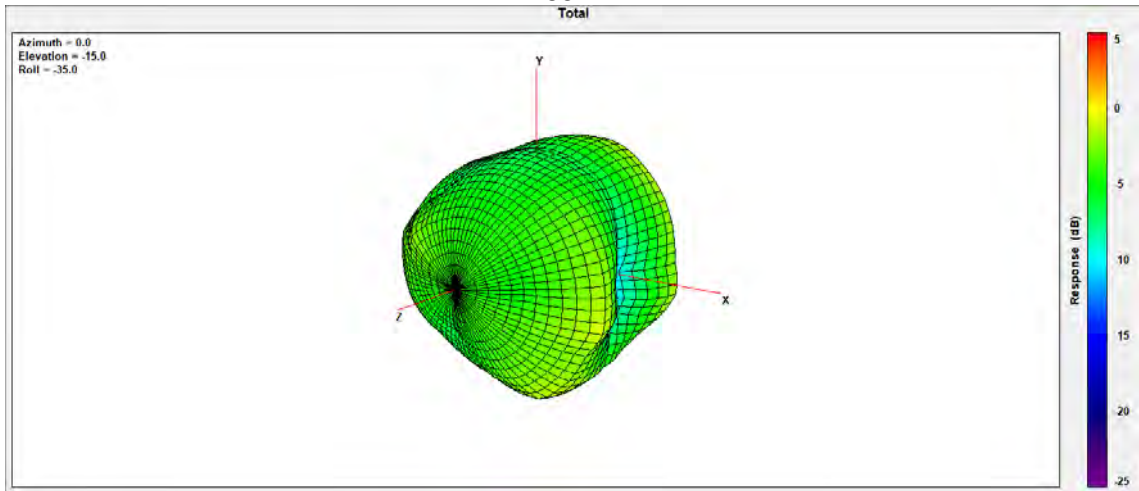 Total
Azimuth = 0.0
Elevation = -15.0
Roll = -35.0
Y
X
Z
5
0
-5
10
15
-20
-25
Response (dB)